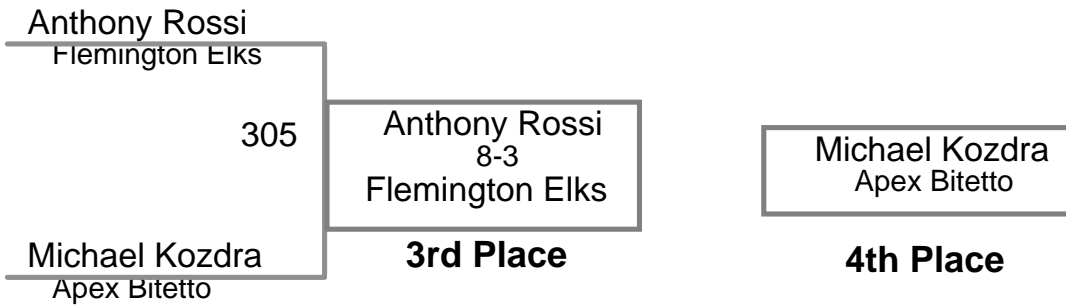 Anthony Rossi
Flemington Elks
305
Anthony Rossi
8-3
Flemington Elks
3rd Place
Michael Kozdra
Apex Bitetto
Michael Kozdra
Apex Bitetto
4th Place